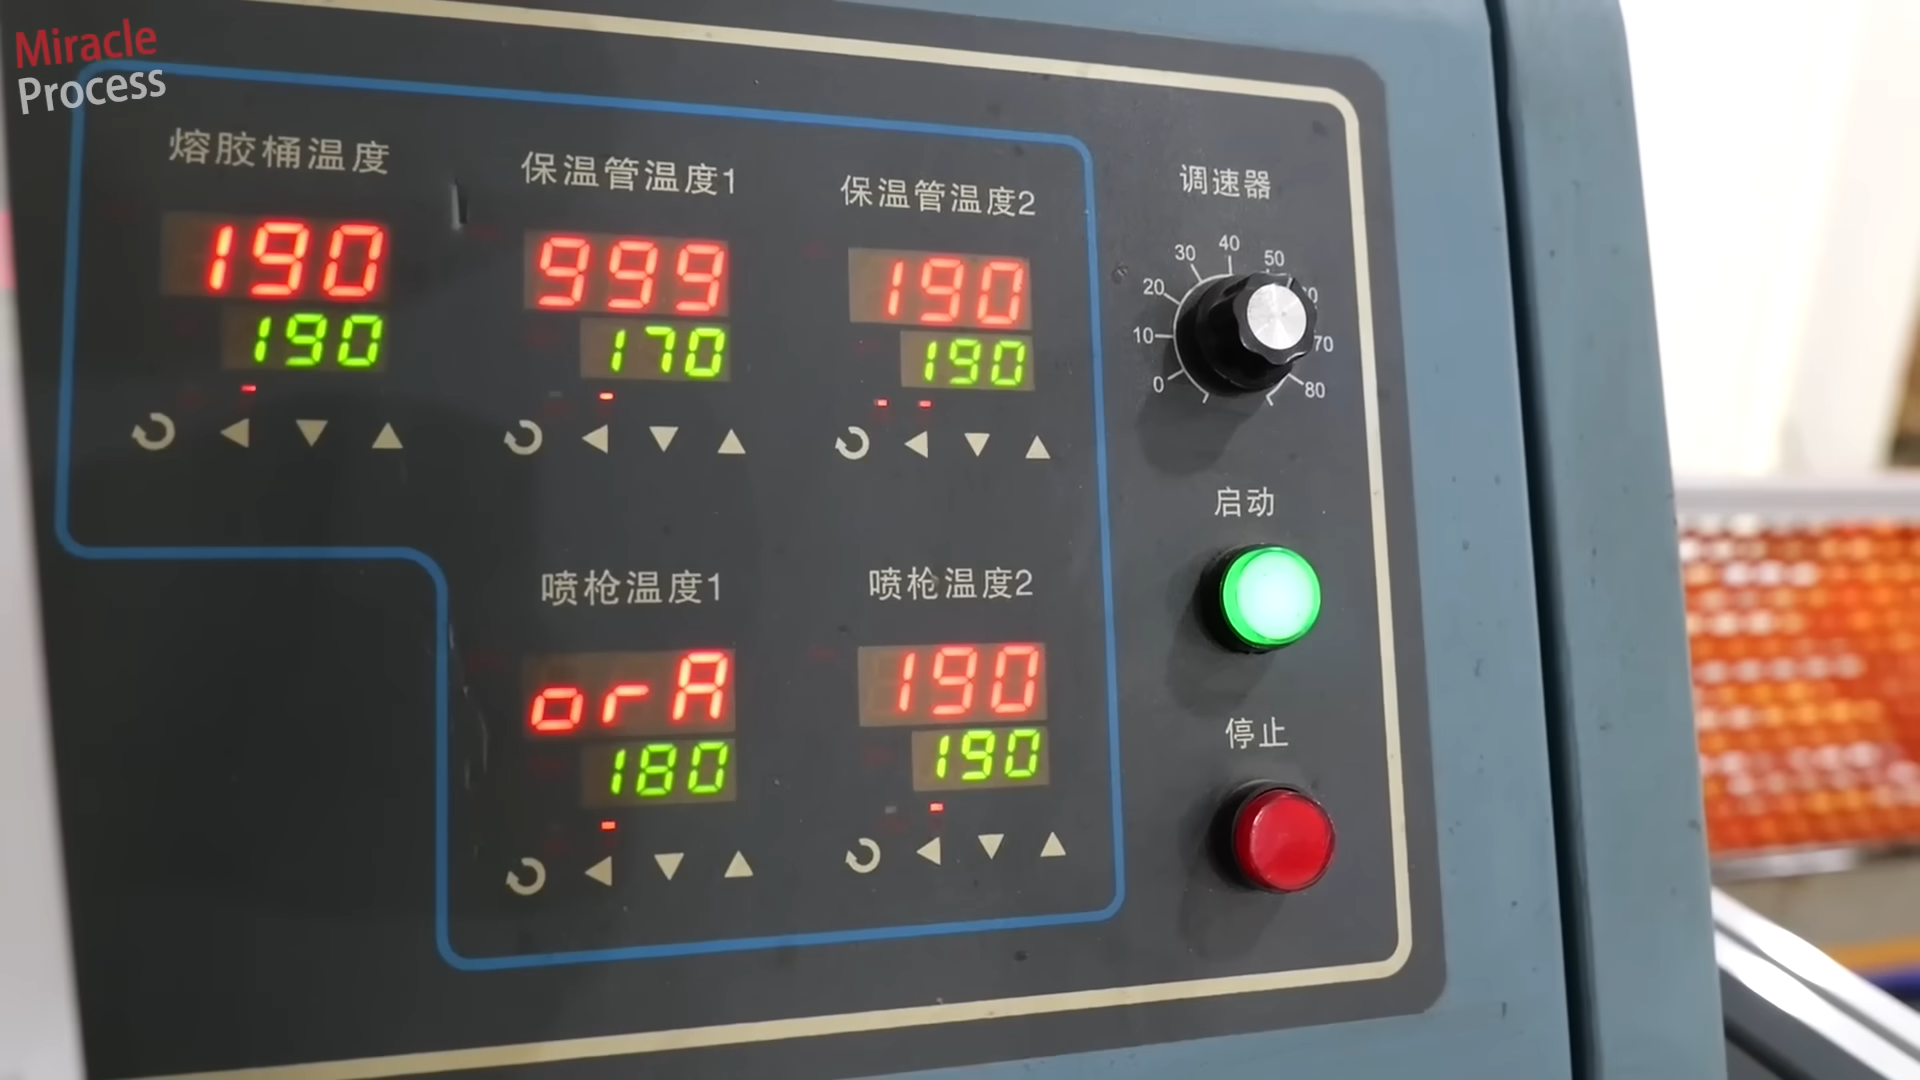 Miracle
Process
熔胶桶温度
190
190
保温管温度1
999
170
保温管温度2
190
190
喷枪温度1
orA
180
喷枪温度2
190
190
调速器
0
10
20
30
40
50
70
80
启动
停止